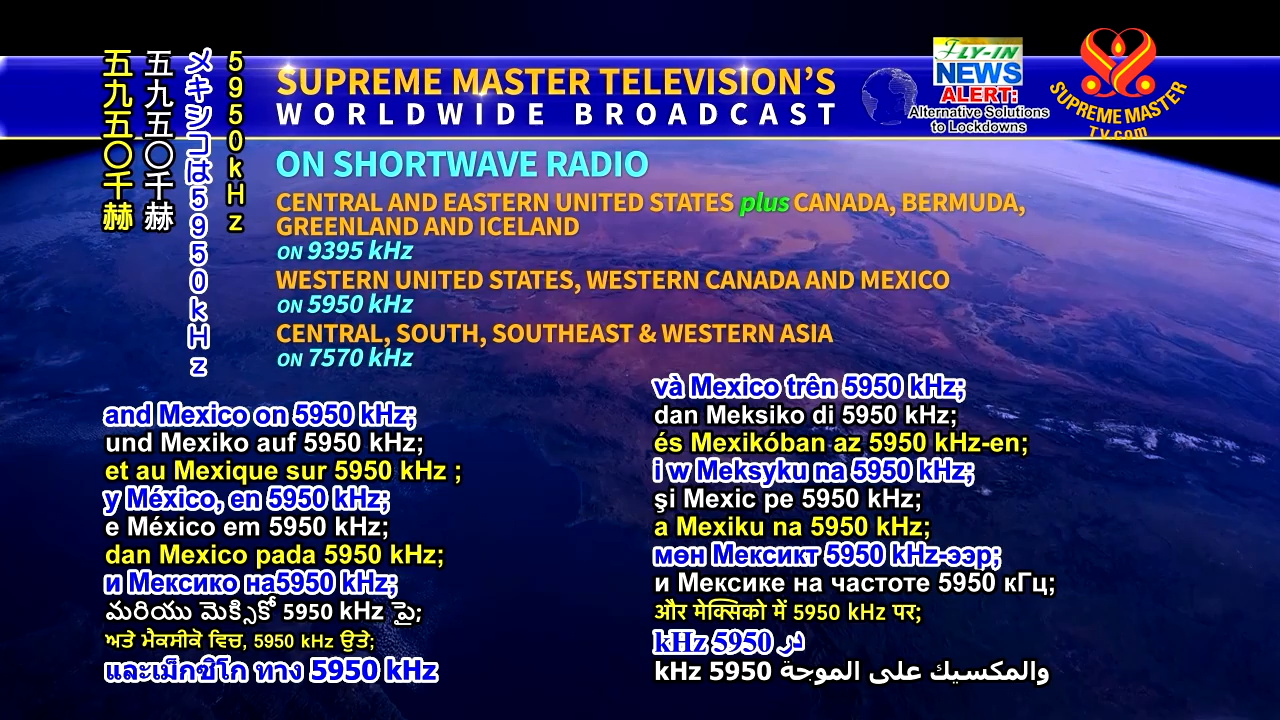 五九五〇千赫
五九五〇千赫
メキシコは5950kHz
5950kHz
SUPREME MASTER TELEVISION'S
WORLDWIDE BROADCAST
FLY-IN
NEWS
ALERT:
Alternative Solutions
to Lockdowns
SUPREME MASTER
TV.com
ON SHORTWAVE RADIO
CENTRAL AND EASTERN UNITED STATES plus CANADA, BERMUDA,
GREENLAND AND ICELAND
ON 9395 kHz
WESTERN UNITED STATES, WESTERN CANADA AND MEXICO
ON 5950 kHz
CENTRAL, SOUTH, SOUTHEAST & WESTERN ASIA
ON 7570 kHz
and Mexico on 5950 kHz;
und Mexiko auf 5950 kHz;
et au Mexique sur 5950 kHz ;
y México, en 5950 kHz;
e México em 5950 kHz;
dan Mexico pada 5950 kHz;
и Мексико на5950 kHz;
మరియు మెక్సికో 5950 kHz పై;
ਅਤੇ ਮੈਕਸੀਕੋ ਵਿਚ, 5950 kHz ਉਤੇ;
และเม็กซิโก ทาง 5950 kHz
và Mexico trên 5950 kHz;
dan Meksiko di 5950 kHz;
és Mexikóban az 5950 kHz-en;
i w Meksyku na 5950 kHz;
şi Mexic pe 5950 kHz;
a Mexiku na 5950 kHz;
мөн Мексикт 5950 kHz-ээр;
и Мексике на частоте 5950 кГц;
और मेक्सिको में 5950 kHz पर;
در 5950 kHz
والمكسيك على الموجة 5950 kHz